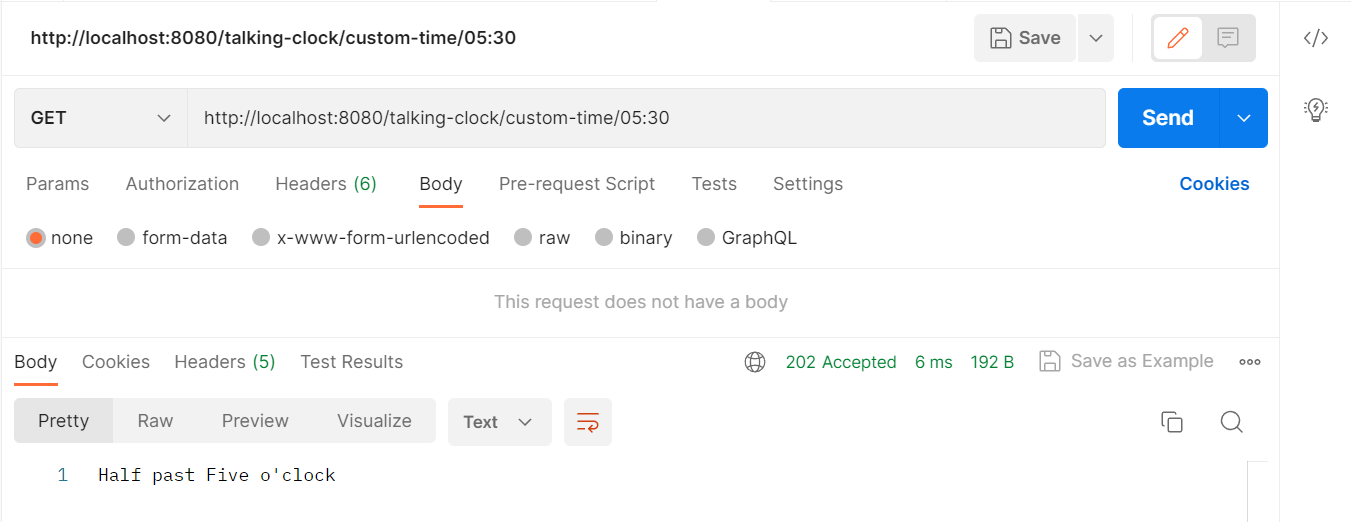 http://localhost:8080/talking-clock/custom-time/05:30 Save
GET http://localhost:8080/talking-clock/custom-time/05:30 Send
Params Authorization Headers (6) Body Pre-request Script Tests Settings Cookies
none form-data x-www-form-urlencoded raw binary GraphQL
This request does not have a body
Body Cookies Headers (5) Test Results 202 Accepted 6 ms 192 B Save as Example
Pretty Raw Preview Visualize Text
1 Half past Five o'clock